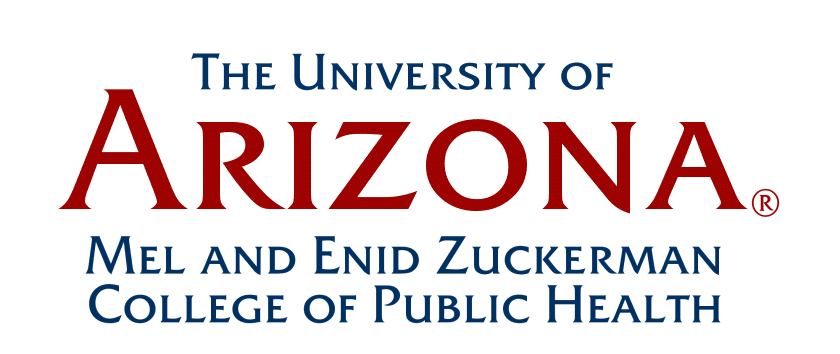 The University of
Arizona®
Mel and Enid Zuckerman
College of Public Health